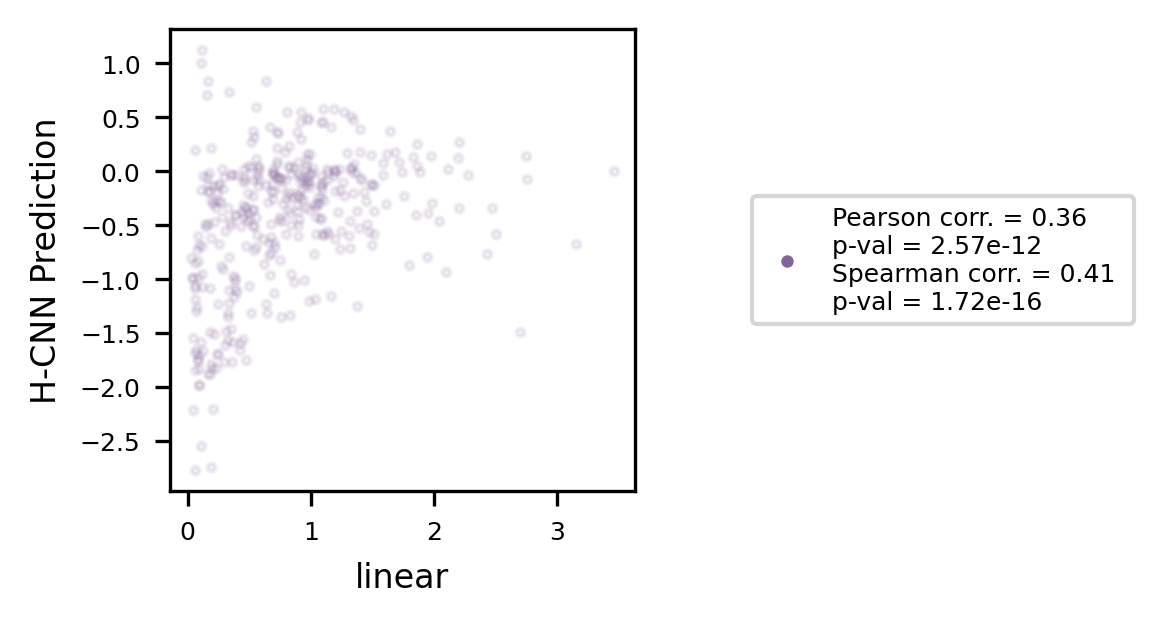 1.0
0.5
0.0
−0.5
−1.0
−1.5
−2.0
−2.5
H-CNN Prediction
0 1 2 3
linear
Pearson corr. = 0.36
p-val = 2.57e-12
Spearman corr. = 0.41
p-val = 1.72e-16